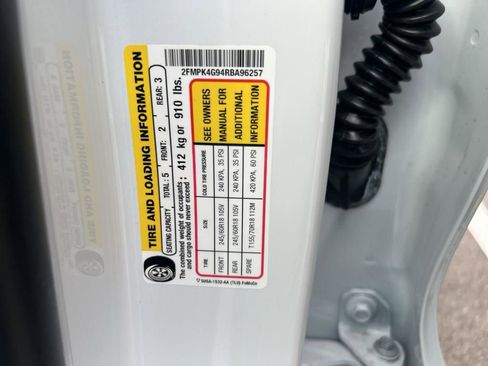 2FMPK4G94RBA96257
TIRE AND LOADING INFORMATION
SEATING CAPACITY TOTAL: 5 FRONT: 2 REAR: 3
The combined weight of occupants
and cargo should never exceed : 412 kg or 910 lbs.
TIRE SIZE COLD TIRE PRESSURE
FRONT 245/60R18 105V 240 KPA, 35 PSI
REAR 245/60R18 105V 240 KPA, 35 PSI
SPARE T155/70R18 112M 420 KPA, 60 PSI
SEE OWNERS
MANUAL FOR
ADDITIONAL
INFORMATION